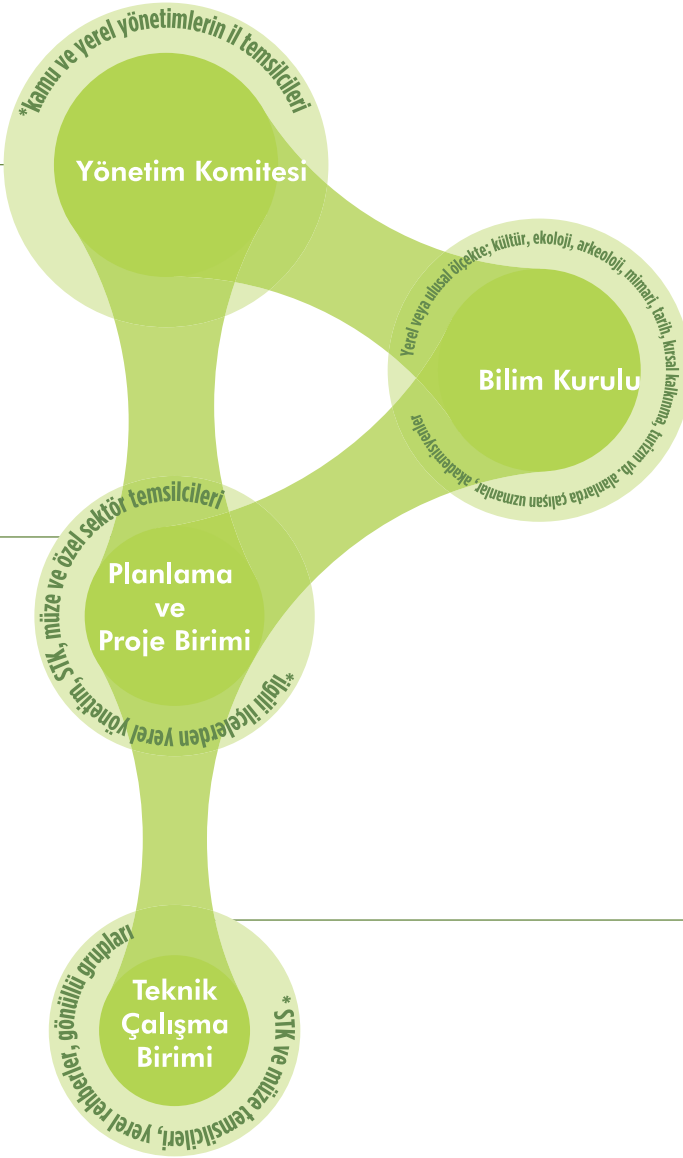 *kamu ve yerel yönetimlerin il temsilcileri
Yönetim Komitesi
Yerel veya ulusal ölçekte; kültür, ekoloji, arkeoloji, mimari, tarih, kırsal kalkınma, turizm vb. alanlarda çalışan uzmanlar, akademisyenler
Bilim Kurulu
*ilgili ilçelerden yerel yönetim, STK, müze ve özel sektör temsilcileri
Planlama
ve
Proje Birimi
* STK ve müze temsilcileri, yerel rehberler, gönüllü grupları
Teknik
Çalışma
Birimi